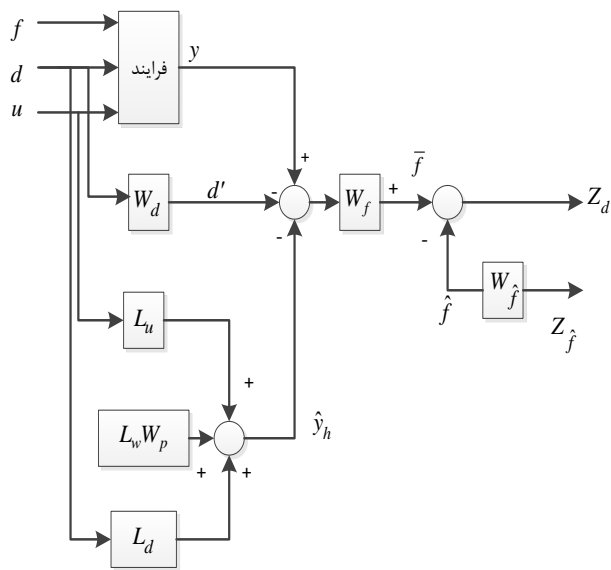 f
y
d
فرایند
u
+
W_d
d'
-
-
W_f
+
f̄
-
Z_d
f̂
W_f̂
Z_f̂
L_u
+
L_w W_p
+
+
ŷ_h
L_d